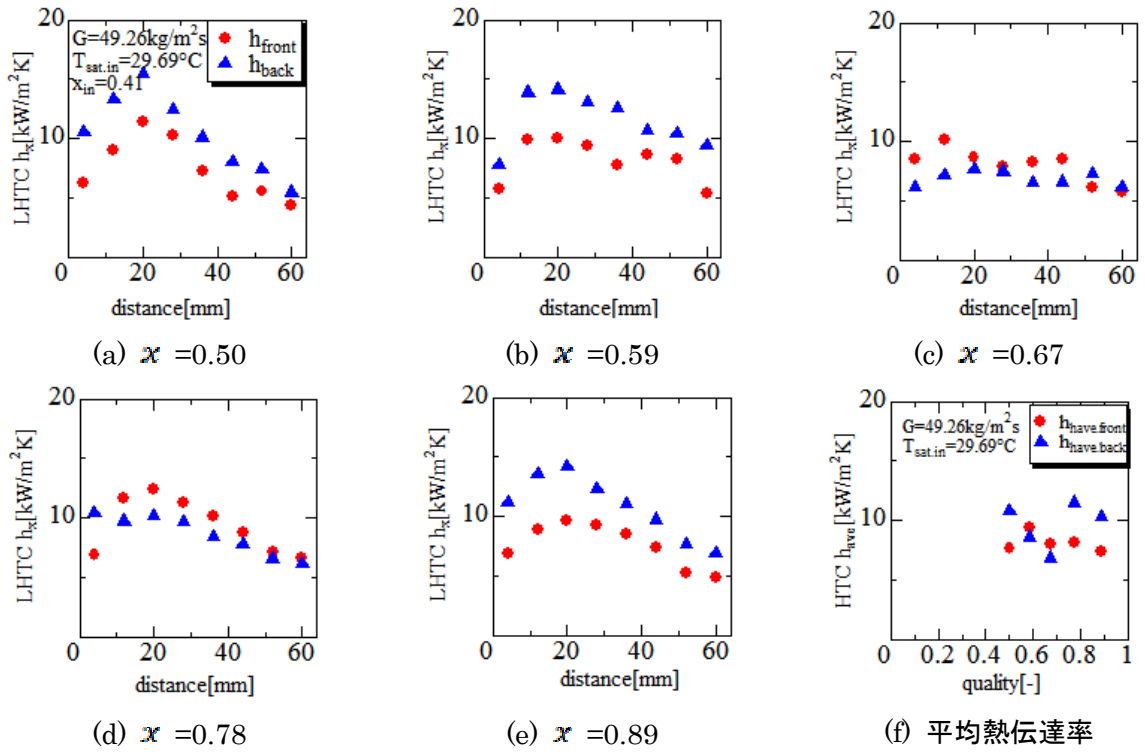 20
G=49.26kg/m²s
T_sat.in=29.69°C
x_in=0.41
h_front
h_back
10
LHTC h_x[kW/m²K]
0 20 40 60
distance[mm]
(a) x =0.50
20
10
LHTC h_x[kW/m²K]
0 20 40 60
distance[mm]
(b) x =0.59
20
10
LHTC h_x[kW/m²K]
0 20 40 60
distance[mm]
(c) x =0.67
20
10
LHTC h_x[kW/m²K]
0 20 40 60
distance[mm]
(d) x =0.78
20
10
LHTC h_x[kW/m²K]
0 20 40 60
distance[mm]
(e) x =0.89
20
G=49.26kg/m²s
T_sat.in=29.69°C
h_have.front
h_have.back
10
HTC h_ave[kW/m²K]
0 0.2 0.4 0.6 0.8 1
quality[-]
(f) 平均熱伝達率